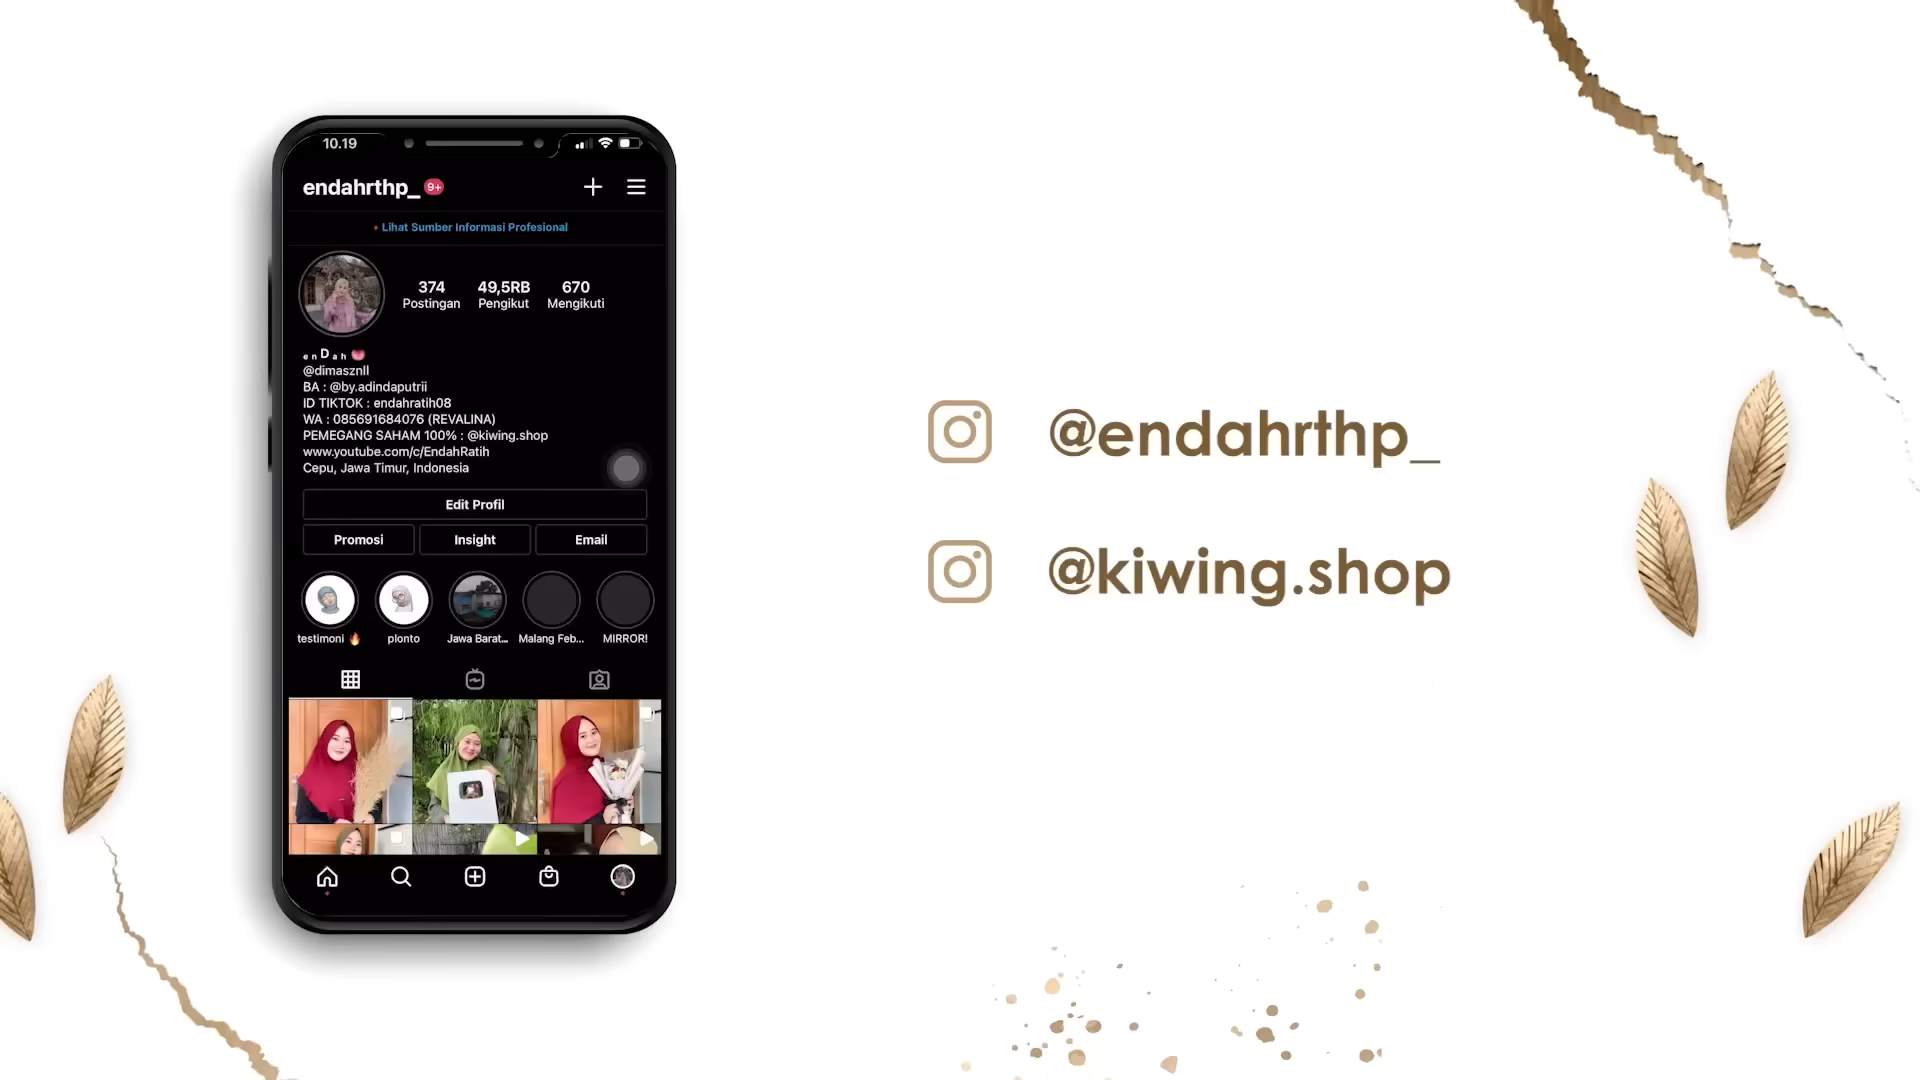 10.19
endahrthp_ 9+
Lihat Sumber Informasi Profesional
374 49,5RB 670
Postingan Pengikut Mengikuti
enDah
@dimasznll
BA : @by.adindaputrii
ID TIKTOK : endahratih08
WA : 085691684076 (REVALINA)
PEMEGANG SAHAM 100% : @kiwing.shop
www.youtube.com/c/EndahRatih
Cepu, Jawa Timur, Indonesia
Edit Profil
Promosi Insight Email
testimoni 🔥 plonto Jawa Barat... Malang Feb... MIRROR!
@endahrthp_
@kiwing.shop